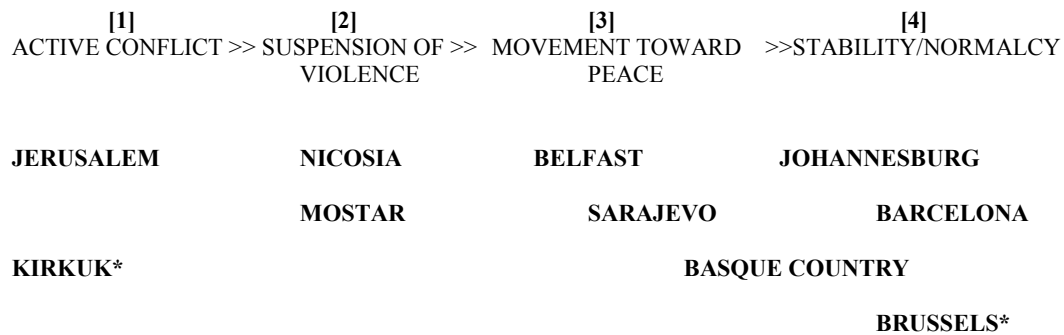 [1] [2] [3] [4]
ACTIVE CONFLICT >> SUSPENSION OF >> MOVEMENT TOWARD >>STABILITY/NORMALCY
VIOLENCE PEACE
JERUSALEM NICOSIA BELFAST JOHANNESBURG
MOSTAR SARAJEVO BARCELONA
KIRKUK* BASQUE COUNTRY
BRUSSELS*